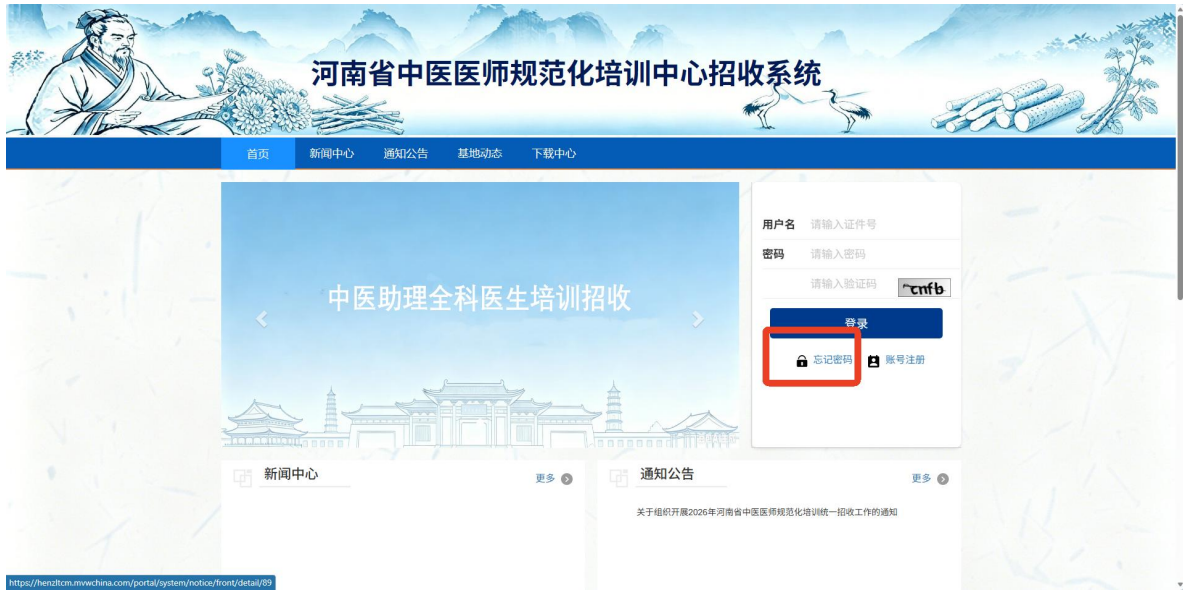 河南省中医医师规范化培训中心招收系统
首页 新闻中心 通知公告 基地动态 下载中心
中医助理全科医生培训招收
用户名 请输入证件号
密码 请输入密码
请输入验证码 cnfb
登录
忘记密码 账号注册
新闻中心 更多
通知公告 更多
关于组织开展2026年河南省中医医师规范化培训统一招收工作的通知
https://henzltcm.mvwchina.com/portal/system/notice/front/detail/89